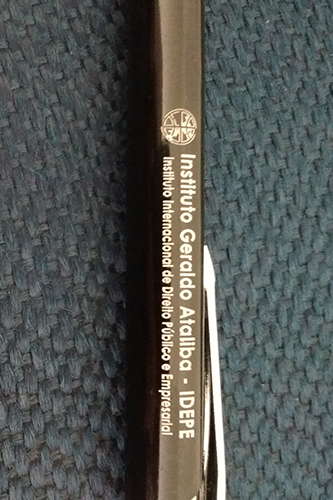 Instituto Geraldo Ataliba - IDEPE
Instituto Internacional de Direito Público e Empresarial